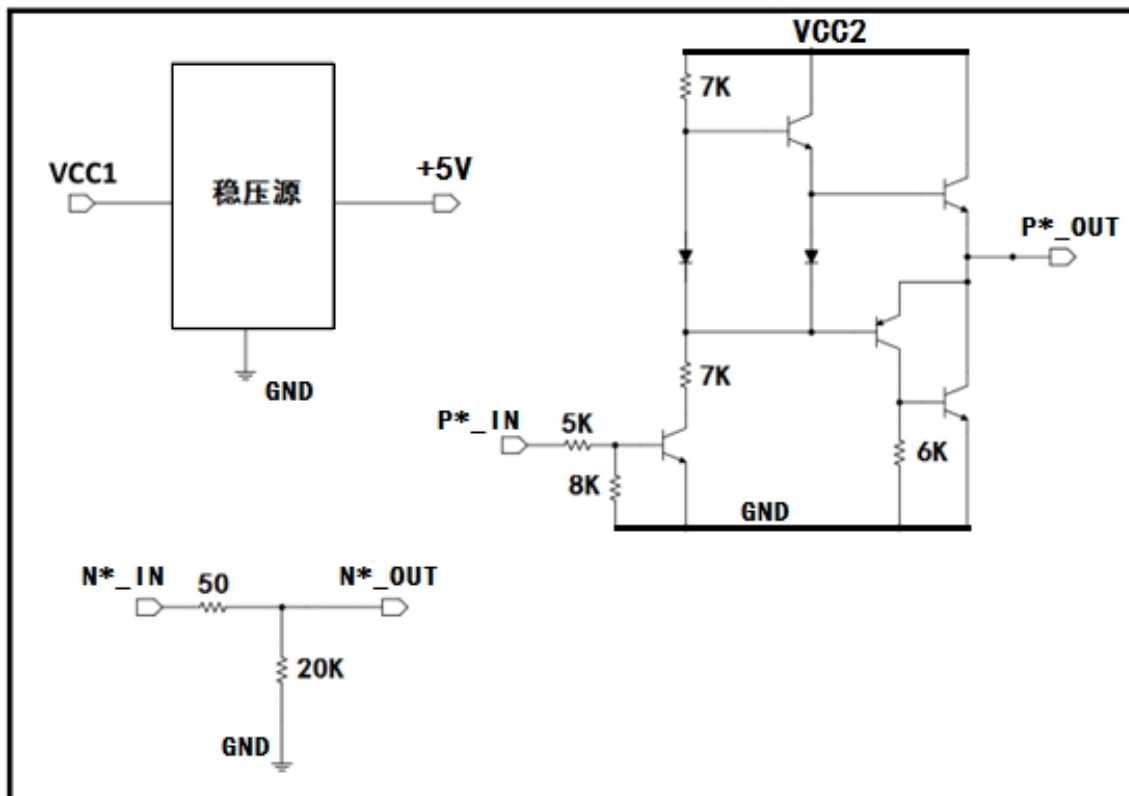 VCC2
7K
VCC1
稳压源
+5V
P*_OUT
GND
7K
P*_IN
5K
8K
6K
GND
N*_IN
50
N*_OUT
20K
GND